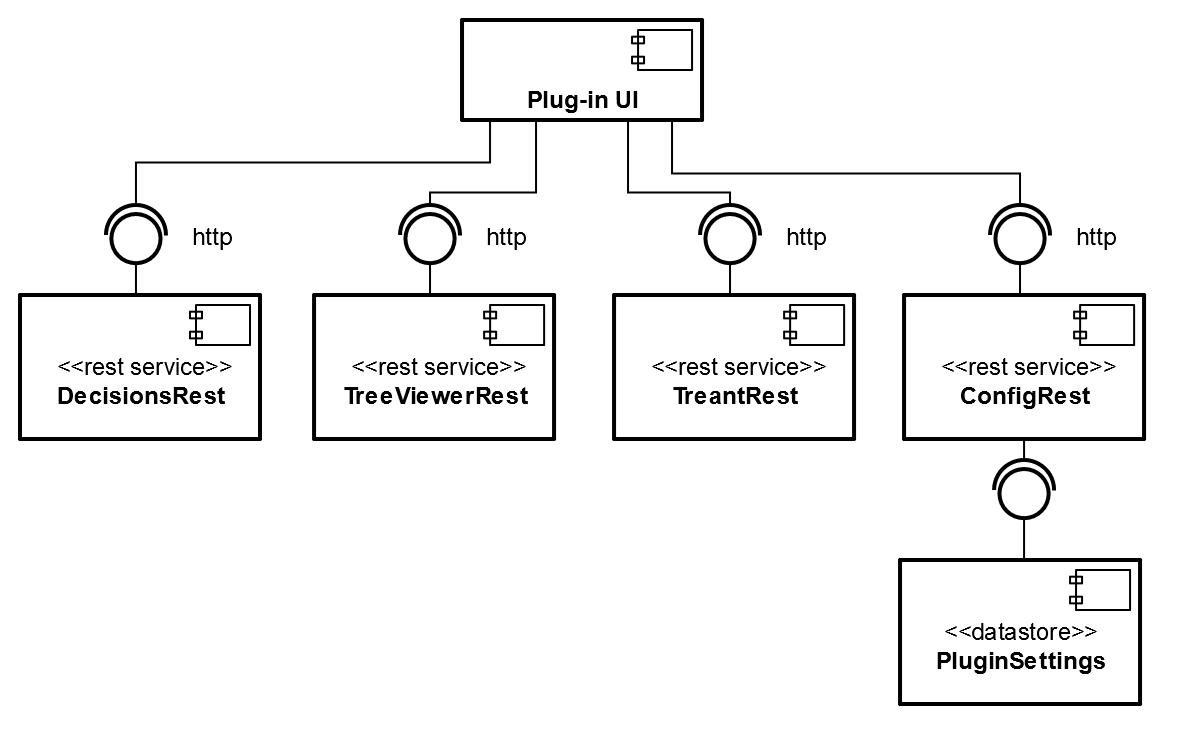 Plug-in UI
http
http
http
http
<<rest service>>
DecisionsRest
<<rest service>>
TreeViewerRest
<<rest service>>
TreantRest
<<rest service>>
ConfigRest
<<datastore>>
PluginSettings